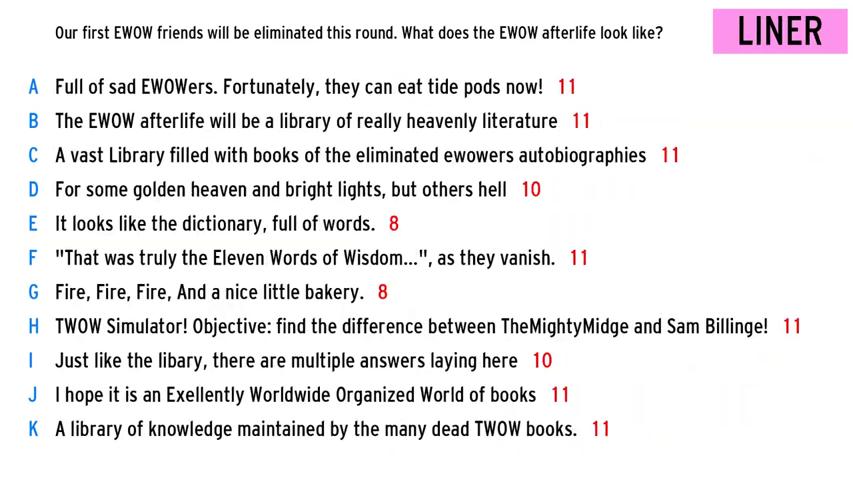 Our first EWOW friends will be eliminated this round. What does the EWOW afterlife look like?
LINER
A Full of sad EWOWers. Fortunately, they can eat tide pods now! 11
B The EWOW afterlife will be a library of really heavenly literature 11
C A vast Library filled with books of the eliminated ewowers autobiographies 11
D For some golden heaven and bright lights, but others hell 10
E It looks like the dictionary, full of words. 8
F "That was truly the Eleven Words of Wisdom...", as they vanish. 11
G Fire, Fire, Fire, And a nice little bakery. 8
H TWOW Simulator! Objective: find the difference between TheMightyMidge and Sam Billinge! 11
I Just like the libary, there are multiple answers laying here 10
J I hope it is an Exellently Worldwide Organized World of books 11
K A library of knowledge maintained by the many dead TWOW books. 11